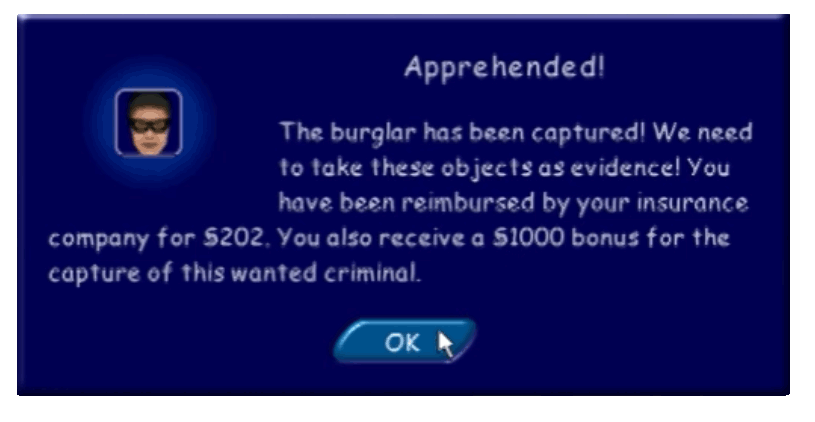 Apprehended!
The burglar has been captured! We need
to take these objects as evidence! You
have been reimbursed by your insurance
company for $202. You also receive a $1000 bonus for the
capture of this wanted criminal.
OK